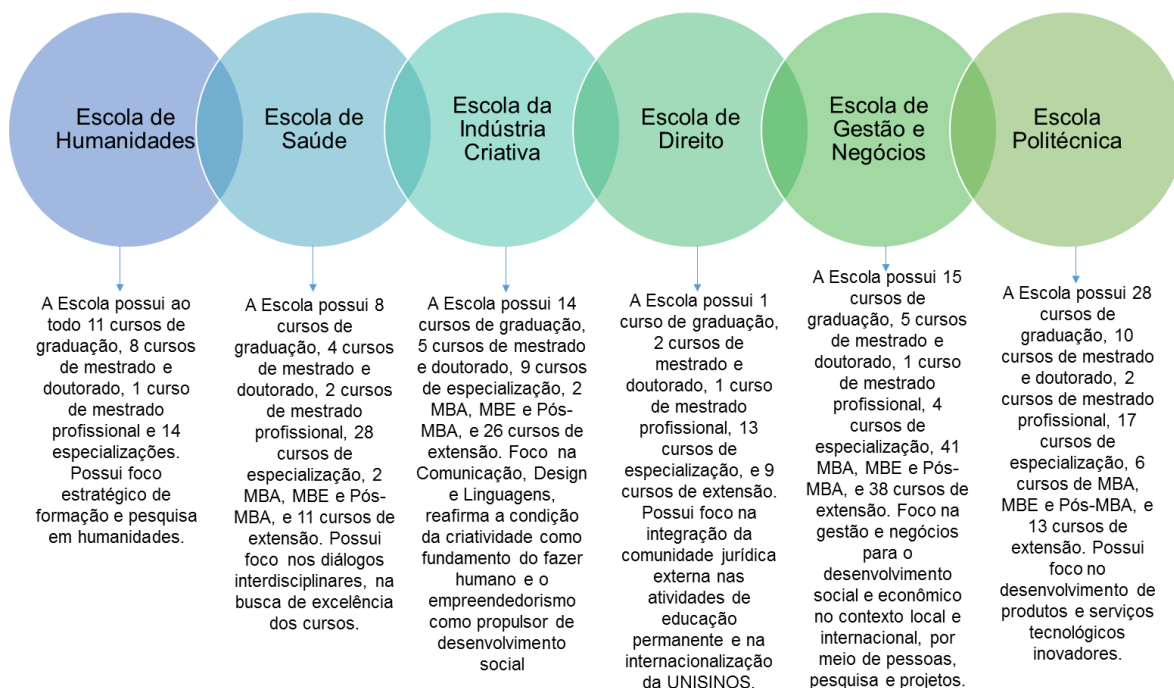 Escola de
Humanidades
Escola de
Saúde
Escola da
Indústria
Criativa
Escola de
Direito
Escola de
Gestão e
Negócios
Escola
Politécnica
A Escola possui ao
todo 11 cursos de
graduação, 8 cursos
de mestrado e
doutorado, 1 curso
de mestrado
profissional e 14
especializações.
Possui foco
estratégico de
formação e pesquisa
em humanidades.
A Escola possui 8
cursos de
graduação, 4 cursos
de mestrado e
doutorado, 2 cursos
de mestrado
profissional, 28
cursos de
especialização, 2
MBA, MBE e Pós-
MBA, e 11 cursos de
extensão. Possui
foco nos diálogos
interdisciplinares, na
busca de excelência
dos cursos.
A Escola possui 14
cursos de graduação,
5 cursos de mestrado
e doutorado, 9 cursos
de especialização, 2
MBA, MBE e Pós-
MBA, e 26 cursos de
extensão. Foco na
Comunicação, Design
e Linguagens,
reafirma a condição
da criatividade como
fundamento do fazer
humano e o
empreendedorismo
como propulsor de
desenvolvimento
social
A Escola possui 1
curso de graduação,
2 cursos de
mestrado e
doutorado, 1 curso
de mestrado
profissional, 13
cursos de
especialização, e 9
cursos de extensão.
Possui foco na
integração da
comunidade jurídica
externa nas
atividades de
educação
permanente e na
internacionalização
da UNISINOS.
A Escola possui 15
cursos de
graduação, 5 cursos
de mestrado e
doutorado, 1 curso
de mestrado
profissional, 4
cursos de
especialização, 41
MBA, MBE e Pós-
MBA, e 38 cursos de
extensão. Foco na
gestão e negócios
para o
desenvolvimento
social e econômico
no contexto local e
internacional, por
meio de pessoas,
pesquisa e projetos.
A Escola possui 28
cursos de
graduação, 10
cursos de mestrado
e doutorado, 2
cursos de mestrado
profissional, 17
cursos de
especialização, 6
cursos de MBA,
MBE e Pós-MBA, e
13 cursos de
extensão. Possui
foco no
desenvolvimento de
produtos e serviços
tecnológicos
inovadores.